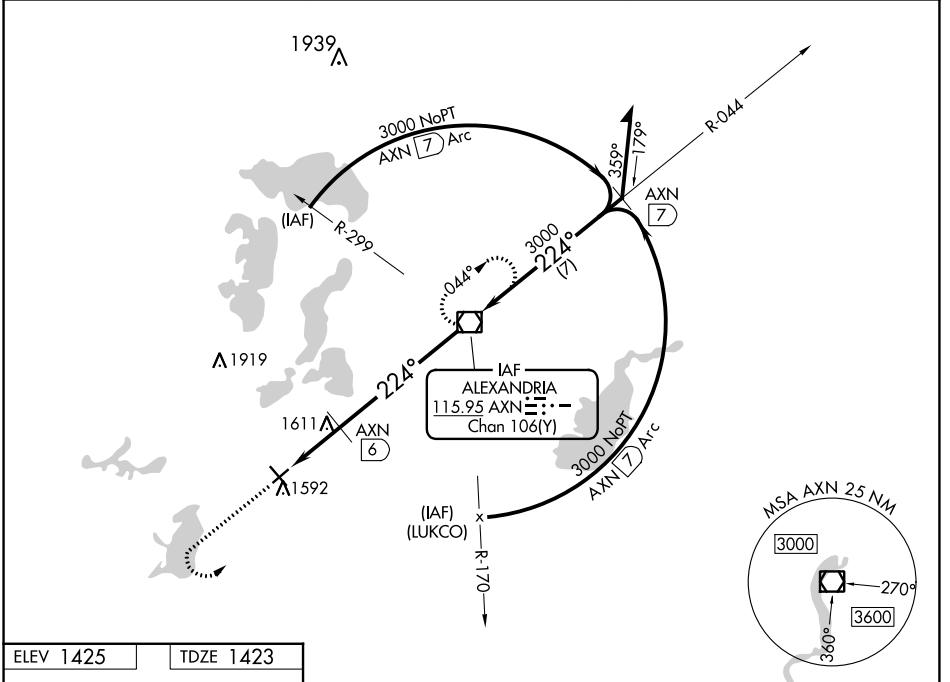 1939
3000 NoPT
AXN 7 Arc
R-044
359°
179°
AXN
7
(IAF)
R-299
3000
224°
(7)
044°
1919
224°
IAF
ALEXANDRIA
115.95 AXN
Chan 106(Y)
1611
AXN
6
1592
3000 NoPT
AXN 7 Arc
(IAF)
(LUKCO)
x
R-170
MSA AXN 25 NM
3000
270°
3600
360°
ELEV 1425
TDZE 1423